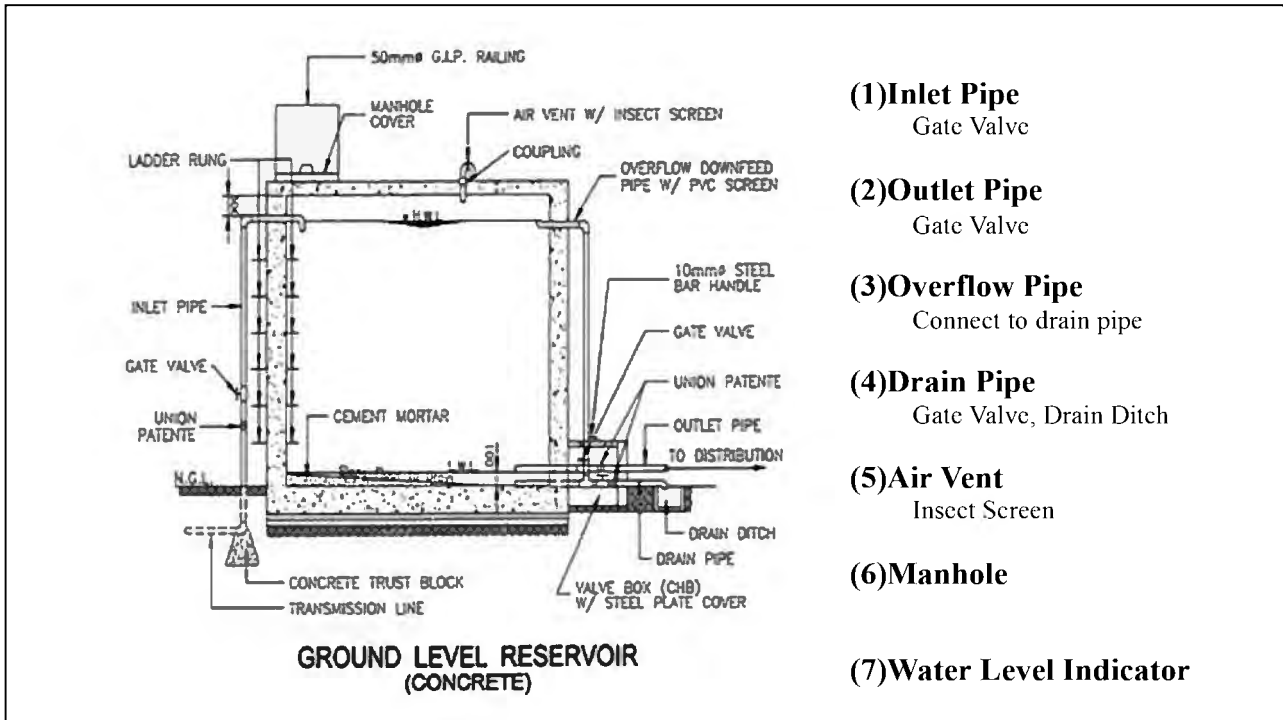 50mmø G.I.P. RAILING
MANHOLE
COVER
AIR VENT W/ INSECT SCREEN
COUPLING
LADDER RUNG
OVERFLOW DOWNFEED
PIPE W/ PVC SCREEN
H.W.L.
10mmø STEEL
BAR HANDLE
INLET PIPE
GATE VALVE
GATE VALVE
UNION PATENTE
CEMENT MORTAR
UNION
PATENTE
OUTLET PIPE
TO DISTRIBUTION
L.W.L.
N.G.L.
DRAIN DITCH
DRAIN PIPE
CONCRETE TRUST BLOCK
VALVE BOX (CHB)
W/ STEEL PLATE COVER
TRANSMISSION LINE
GROUND LEVEL RESERVOIR
(CONCRETE)
(1)Inlet Pipe
Gate Valve
(2)Outlet Pipe
Gate Valve
(3)Overflow Pipe
Connect to drain pipe
(4)Drain Pipe
Gate Valve, Drain Ditch
(5)Air Vent
Insect Screen
(6)Manhole
(7)Water Level Indicator